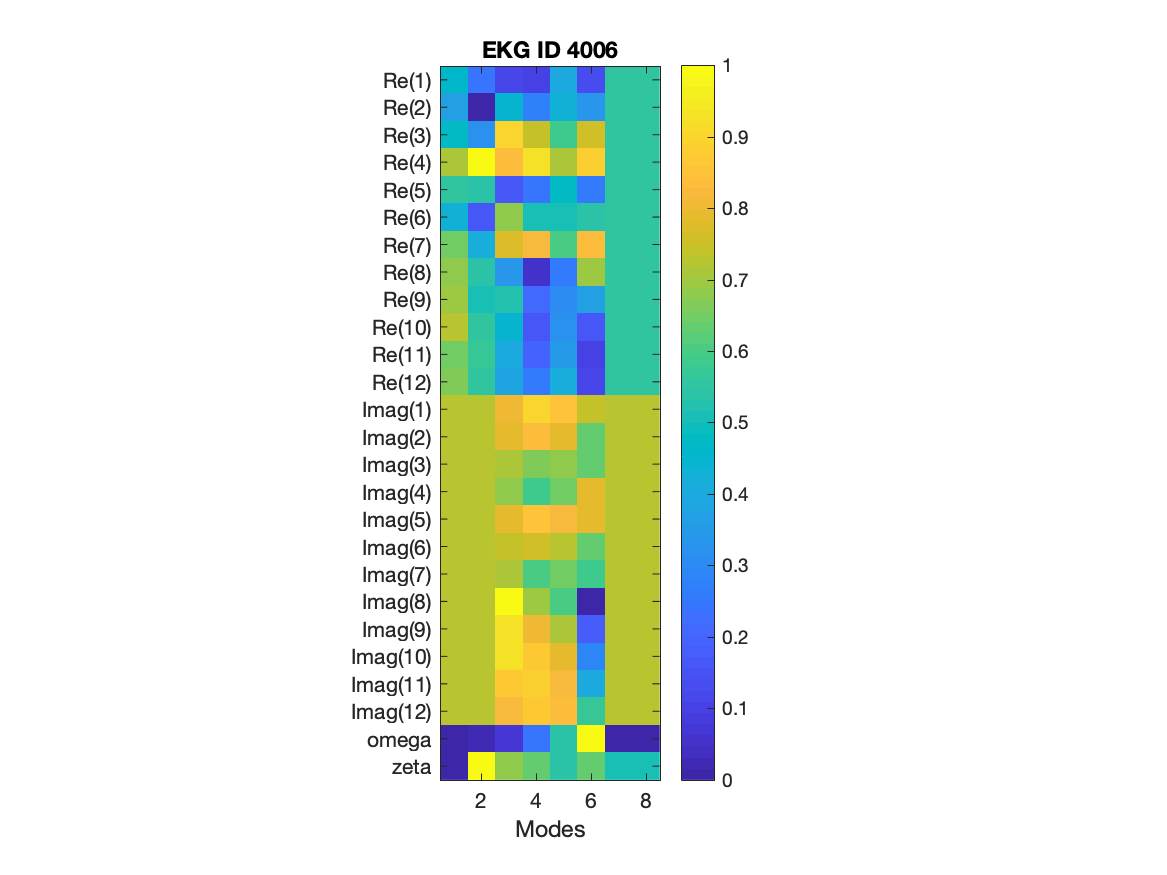 EKG ID 4006
Re(1)
Re(2)
Re(3)
Re(4)
Re(5)
Re(6)
Re(7)
Re(8)
Re(9)
Re(10)
Re(11)
Re(12)
Imag(1)
Imag(2)
Imag(3)
Imag(4)
Imag(5)
Imag(6)
Imag(7)
Imag(8)
Imag(9)
Imag(10)
Imag(11)
Imag(12)
omega
zeta
2 4 6 8
Modes
1
0.9
0.8
0.7
0.6
0.5
0.4
0.3
0.2
0.1
0